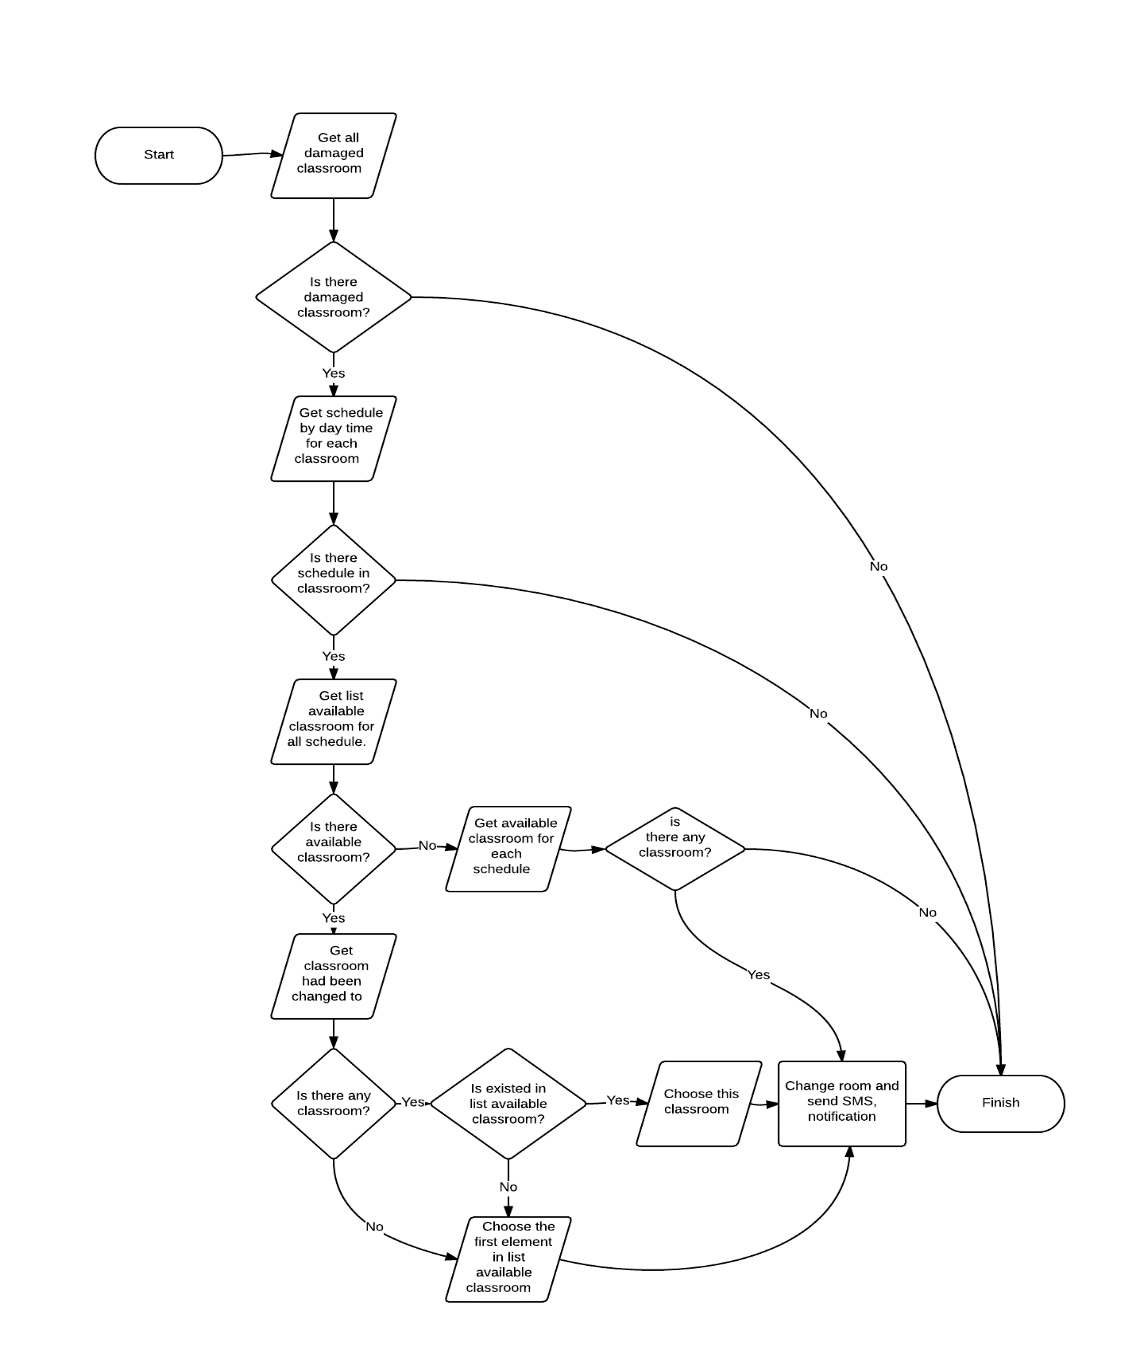 Start
Get all
damaged
classroom
Is there
damaged
classroom?
Yes
Get schedule
by day time
for each
classroom
Is there
schedule in
classroom?
No
Yes
Get list
available
classroom for
all schedule.
No
Is there
available
classroom?
No
Get available
classroom for
each
schedule
is
there any
classroom?
No
Yes
Get
classroom
had been
changed to
Yes
Is there any
classroom?
Yes
Is existed in
list available
classroom?
Yes
Choose this
classroom
Change room and
send SMS,
notification
Finish
No
No
Choose the
first element
in list
available
classroom